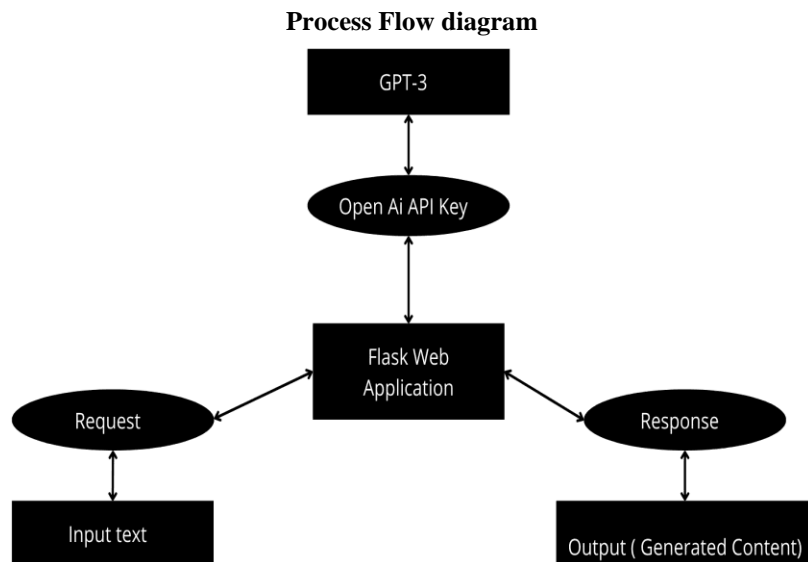 Process Flow diagram
GPT-3
Open Ai API Key
Flask Web
Application
Request
Response
Input text
Output ( Generated Content)